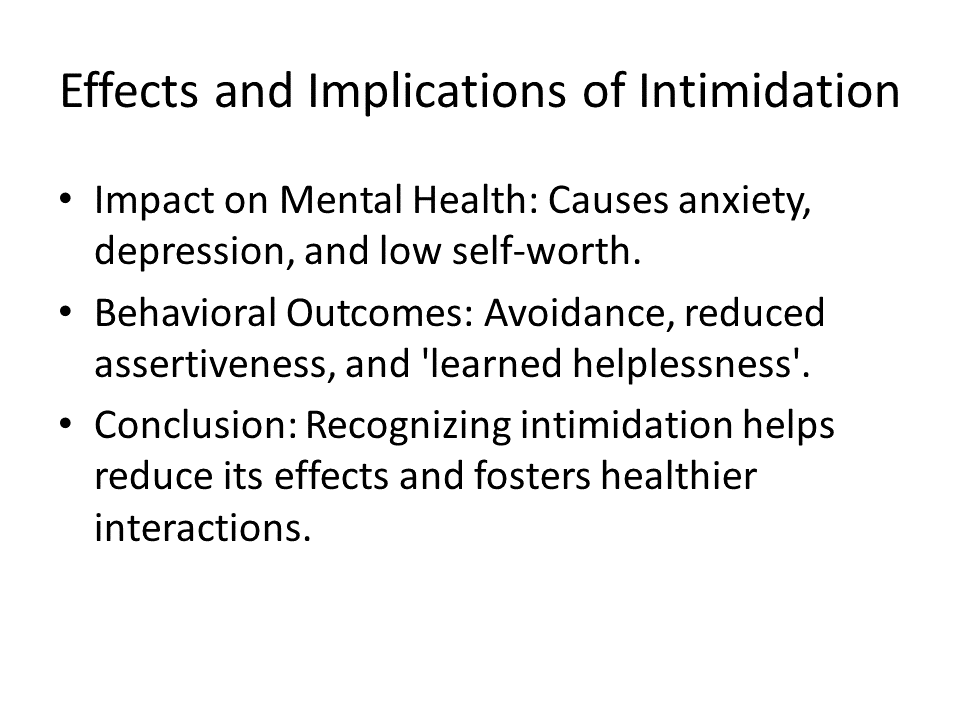 Effects and Implications of Intimidation
• Impact on Mental Health: Causes anxiety,
depression, and low self-worth.
• Behavioral Outcomes: Avoidance, reduced
assertiveness, and 'learned helplessness'.
• Conclusion: Recognizing intimidation helps
reduce its effects and fosters healthier
interactions.